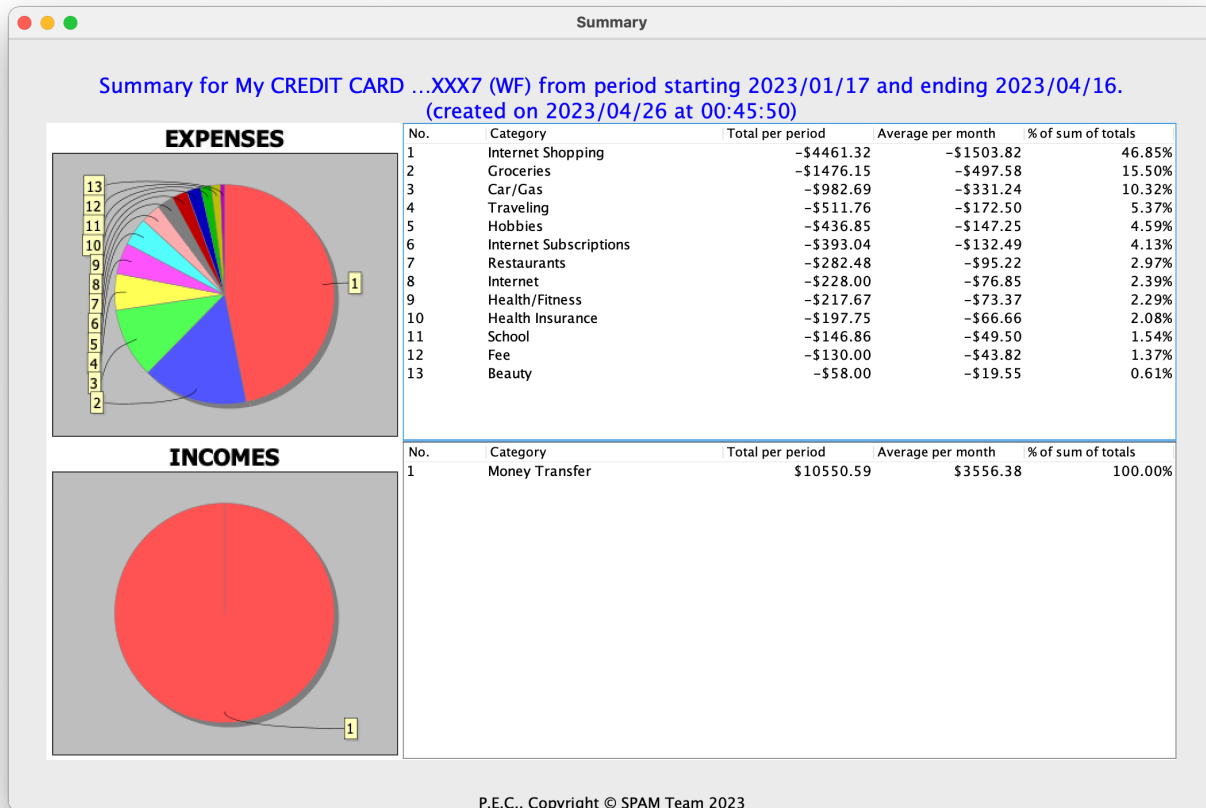 Summary
Summary for My CREDIT CARD ...XXX7 (WF) from period starting 2023/01/17 and ending 2023/04/16.
(created on 2023/04/26 at 00:45:50)
EXPENSES
13
12
11
10
9
8
7
6
5
4
3
2
1
No. Category Total per period Average per month % of sum of totals
1 Internet Shopping -$4461.32 -$1503.82 46.85%
2 Groceries -$1476.15 -$497.58 15.50%
3 Car/Gas -$982.69 -$331.24 10.32%
4 Traveling -$511.76 -$172.50 5.37%
5 Hobbies -$436.85 -$147.25 4.59%
6 Internet Subscriptions -$393.04 -$132.49 4.13%
7 Restaurants -$282.48 -$95.22 2.97%
8 Internet -$228.00 -$76.85 2.39%
9 Health/Fitness -$217.67 -$73.37 2.29%
10 Health Insurance -$197.75 -$66.66 2.08%
11 School -$146.86 -$49.50 1.54%
12 Fee -$130.00 -$43.82 1.37%
13 Beauty -$58.00 -$19.55 0.61%
INCOMES
1
No. Category Total per period Average per month % of sum of totals
1 Money Transfer $10550.59 $3556.38 100.00%
P.E.C., Copyright © SPAM Team 2023